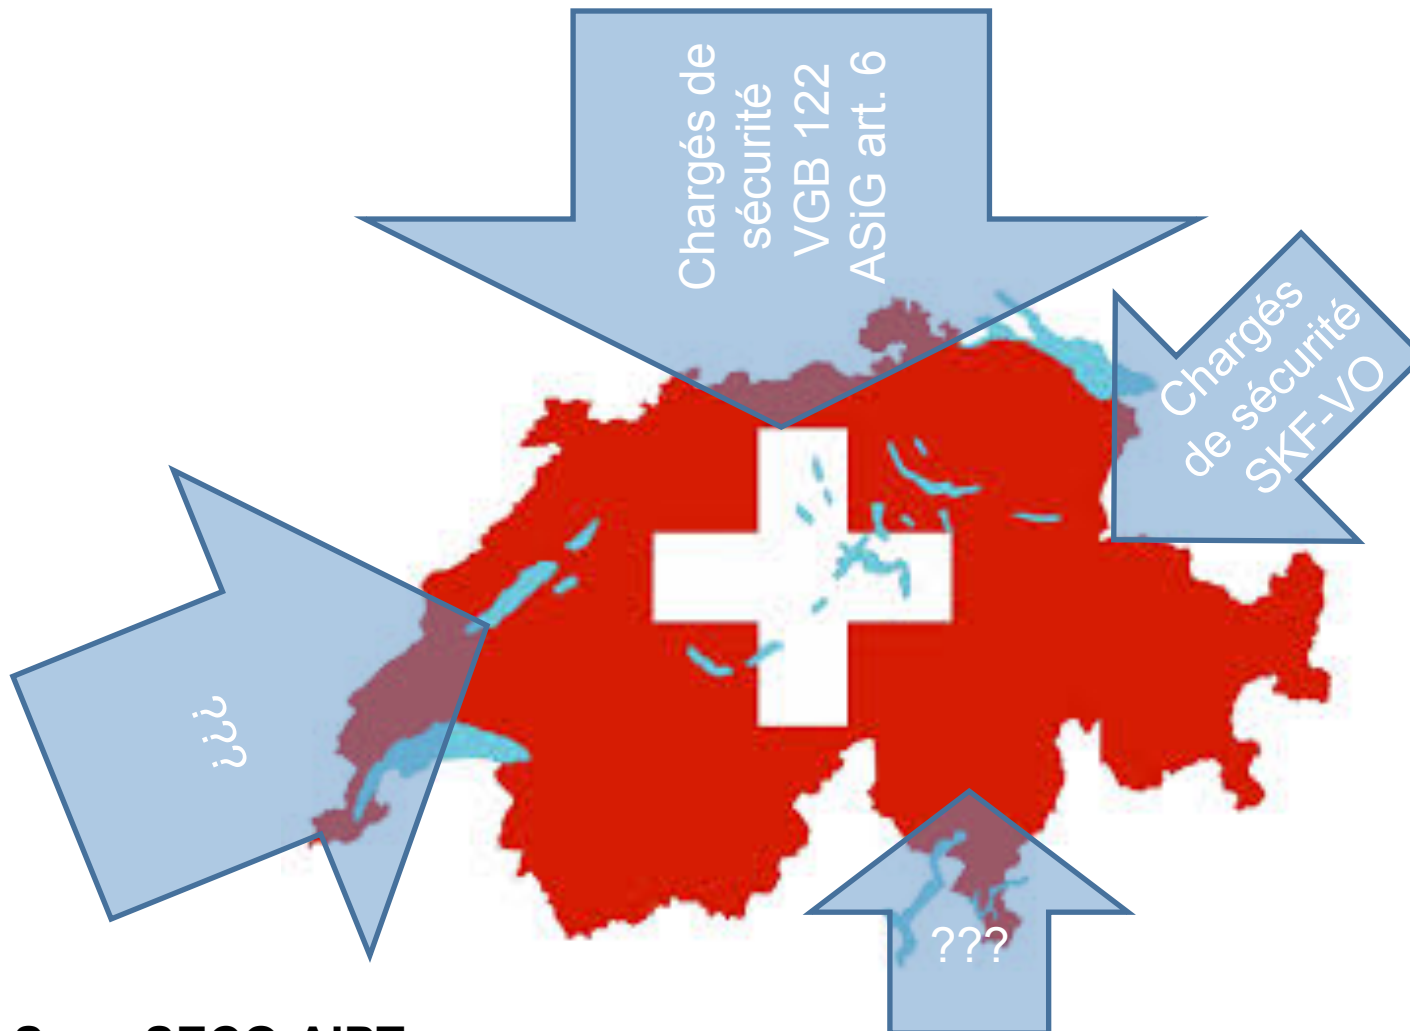 Chargés de
sécurité
VGB 122
ASiG art. 6
Chargés
de sécurité
SKF-VO
???
???